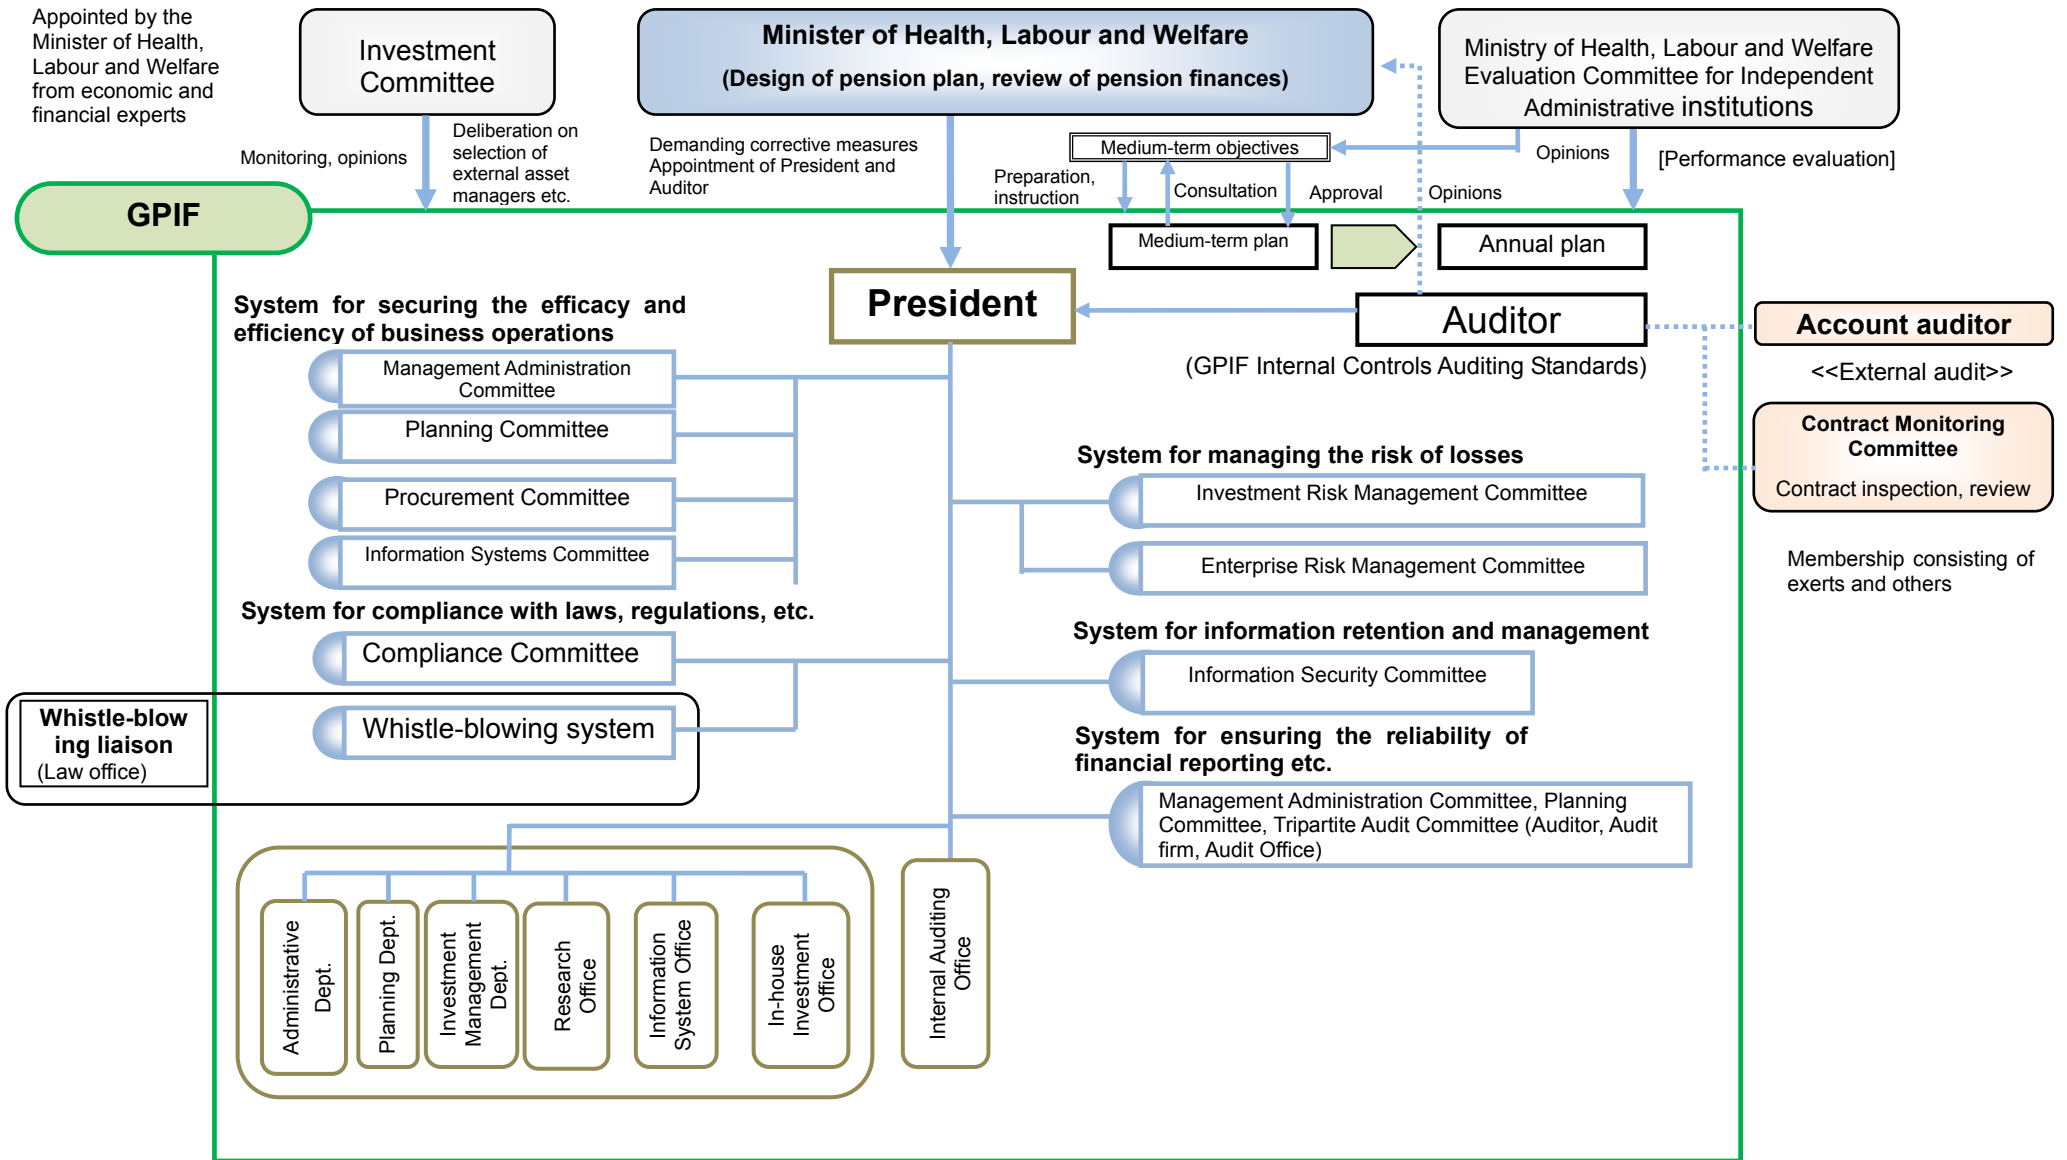 Appointed by the
Minister of Health,
Labour and Welfare
from economic and
financial experts
Investment
Committee
Minister of Health, Labour and Welfare
(Design of pension plan, review of pension finances)
Ministry of Health, Labour and Welfare
Evaluation Committee for Independent
Administrative institutions
Monitoring, opinions
Deliberation on
selection of
external asset
managers etc.
Demanding corrective measures
Appointment of President and
Auditor
Medium-term objectives
Opinions
[Performance evaluation]
Preparation,
instruction
Consultation
Approval
Opinions
GPIF
Medium-term plan
Annual plan
President
Auditor
(GPIF Internal Controls Auditing Standards)
Account auditor
<<External audit>>
Contract Monitoring
Committee
Contract inspection, review
Membership consisting of
exerts and others
System for securing the efficacy and
efficiency of business operations
Management Administration
Committee
Planning Committee
Procurement Committee
Information Systems Committee
System for compliance with laws, regulations, etc.
Compliance Committee
Whistle-blow
ing liaison
(Law office)
Whistle-blowing system
System for managing the risk of losses
Investment Risk Management Committee
Enterprise Risk Management Committee
System for information retention and management
Information Security Committee
System for ensuring the reliability of
financial reporting etc.
Management Administration Committee, Planning
Committee, Tripartite Audit Committee (Auditor, Audit
firm, Audit Office)
Administrative
Dept.
Planning Dept.
Investment
Management
Dept.
Research
Office
Information
System Office
In-house
Investment
Office
Internal Auditing
Office